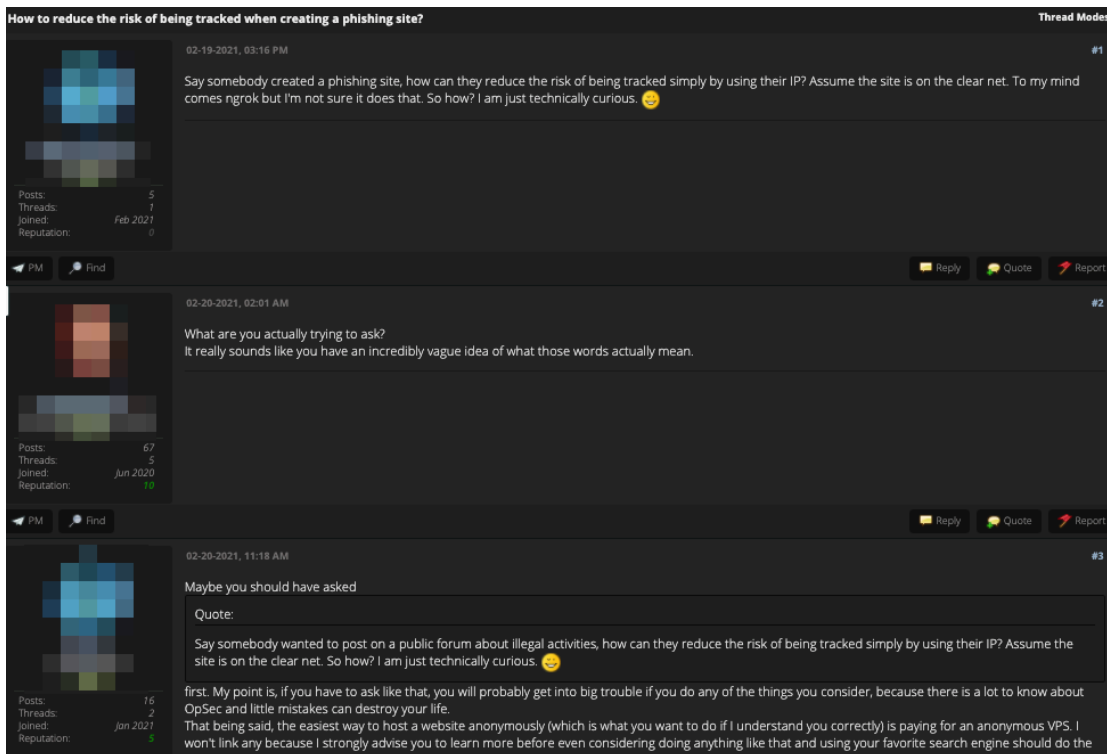 How to reduce the risk of being tracked when creating a phishing site?
Thread Modes
02-19-2021, 03:16 PM
#1
Say somebody created a phishing site, how can they reduce the risk of being tracked simply by using their IP? Assume the site is on the clear net. To my mind
comes ngrok but I'm not sure it does that. So how? I am just technically curious.
Posts: 5
Threads: 1
Joined: Feb 2021
Reputation: 0
PM
Find
Reply
Quote
Report
02-20-2021, 02:01 AM
#2
What are you actually trying to ask?
It really sounds like you have an incredibly vague idea of what those words actually mean.
Posts: 67
Threads: 5
Joined: Jun 2020
Reputation: 10
PM
Find
Reply
Quote
Report
02-20-2021, 11:18 AM
#3
Maybe you should have asked
Quote:
Say somebody wanted to post on a public forum about illegal activities, how can they reduce the risk of being tracked simply by using their IP? Assume the
site is on the clear net. So how? I am just technically curious.
first. My point is, if you have to ask like that, you will probably get into big trouble if you do any of the things you consider, because there is a lot to know about
OpSec and little mistakes can destroy your life.
That being said, the easiest way to host a website anonymously (which is what you want to do if I understand you correctly) is paying for an anonymous VPS. I
won't link any because I strongly advise you to learn more before even considering doing anything like that and using your favorite search engine should do the
Posts: 16
Threads: 2
Joined: Jan 2021
Reputation: 5